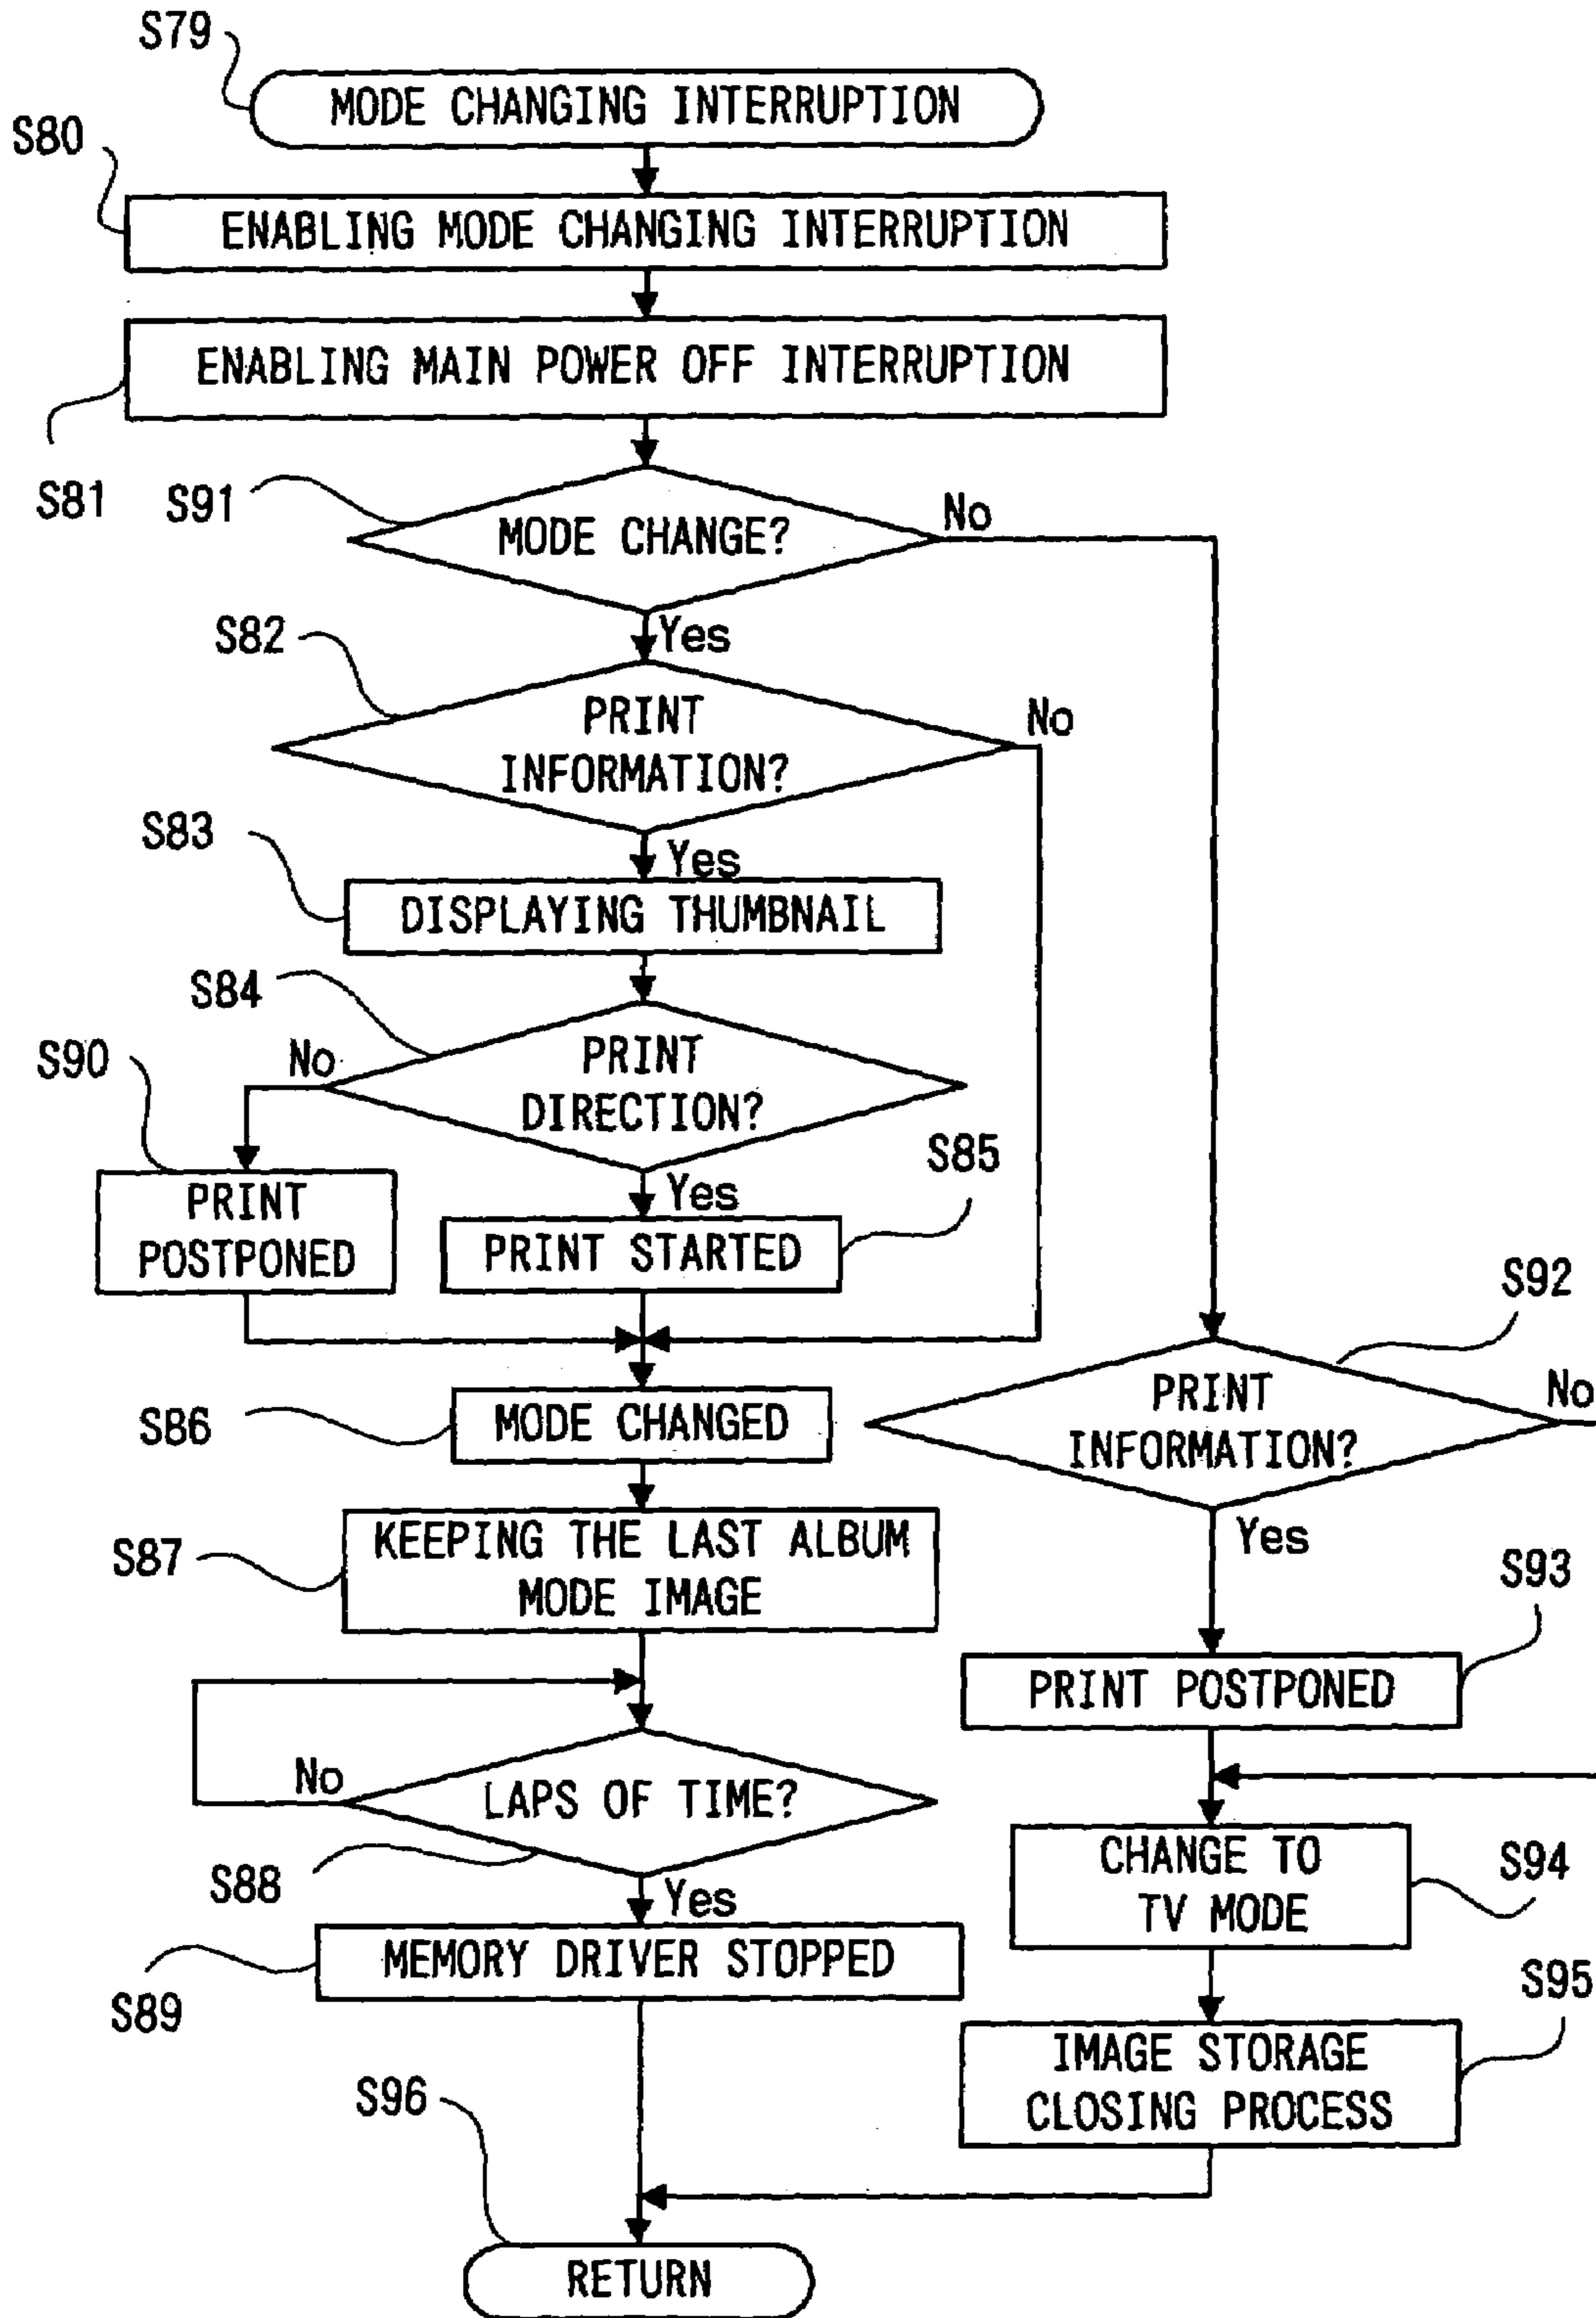 S79
MODE CHANGING INTERRUPTION
S80
ENABLING MODE CHANGING INTERRUPTION
ENABLING MAIN POWER OFF INTERRUPTION
S81
S91
MODE CHANGE?
No
Yes
S82
PRINT
INFORMATION?
No
Yes
S83
DISPLAYING THUMBNAIL
S84
PRINT
DIRECTION?
No
S90
PRINT
POSTPONED
Yes
S85
PRINT STARTED
S86
MODE CHANGED
S87
KEEPING THE LAST ALBUM
MODE IMAGE
LAPS OF TIME?
No
S88
Yes
MEMORY DRIVER STOPPED
S89
S92
PRINT
INFORMATION?
No
Yes
S93
PRINT POSTPONED
CHANGE TO
TV MODE
S94
S95
IMAGE STORAGE
CLOSING PROCESS
S96
RETURN